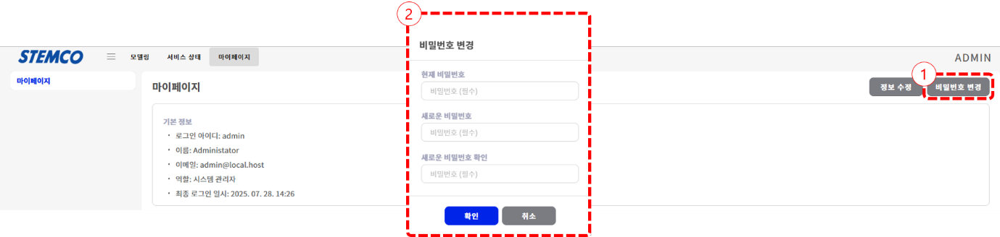 STEMCO
모델링 서비스 상태 마이페이지
ADMIN
마이페이지
마이페이지
정보 수정
1
비밀번호 변경
기본 정보
· 로그인 아이디: admin
· 이름: Administator
· 이메일: admin@local.host
· 역할: 시스템 관리자
· 최종 로그인 일시: 2025. 07. 28. 14:26
2
비밀번호 변경
현재 비밀번호
비밀번호 (필수)
새로운 비밀번호
비밀번호 (필수)
새로운 비밀번호 확인
비밀번호 (필수)
확인 취소